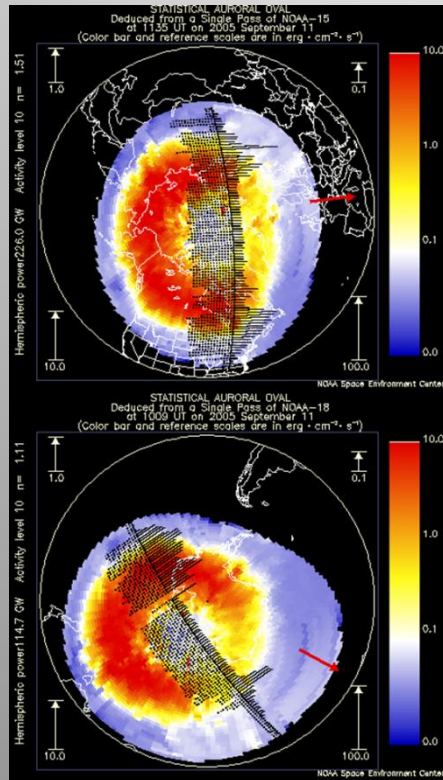 STATISTICAL AURORAL OVAL
Deduced from a Single Pass of NOAA-15
at 1135 UT on 2005 September 11
(Color bar and reference scales are in erg · cm⁻² · s⁻¹)
Hemispheric power226.0 GW Activity level 10 n= 1.51
1.0
0.1
10.0
100.0
10.0
1.0
0.1
0.0
NOAA Space Environment Center
STATISTICAL AURORAL OVAL
Deduced from a Single Pass of NOAA-18
at 1009 UT on 2005 September 11
(Color bar and reference scales are in erg · cm⁻² · s⁻¹)
Hemispheric power114.7 GW Activity level 10 n= 1.11
1.0
0.1
10.0
100.0
10.0
1.0
0.1
0.0
NOAA Space Environment Center